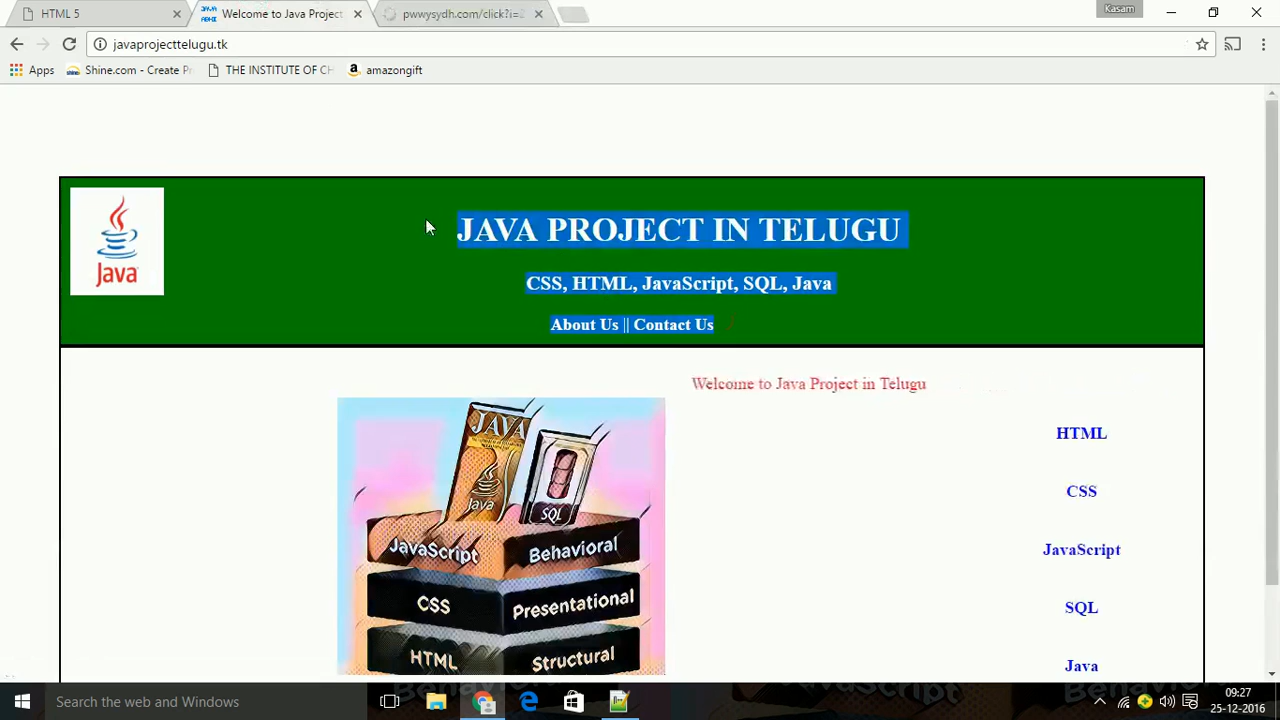 HTML 5
Welcome to Java Project
pwwysydh.com/click?i=2
Kasam
javaprojecttelugu.tk
Apps
Shine.com - Create Pr
THE INSTITUTE OF CH
amazongift
Java
JAVA PROJECT IN TELUGU
CSS, HTML, JavaScript, SQL, Java
About Us || Contact Us
Welcome to Java Project in Telugu
HTML
CSS
JavaScript
SQL
Java
JAVA
Java
SQL
JavaScript Behavioral
CSS Presentational
HTML Structural
Search the web and Windows
09:27
25-12-2016